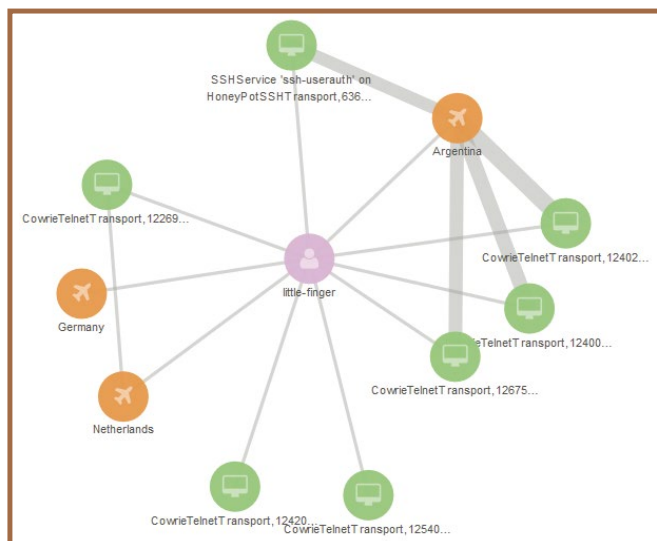 SSHService 'ssh-userauth' on
HoneyPotSSHTransport,636...
Argentina
CowrieTelnetTransport,12269...
CowrieTelnetTransport,12402...
little-finger
Germany
ieTelnetTransport,12400...
CowrieTelnetTransport,12675...
Netherlands
CowrieTelnetTransport,12420...
CowrieTelnetTransport,12540...